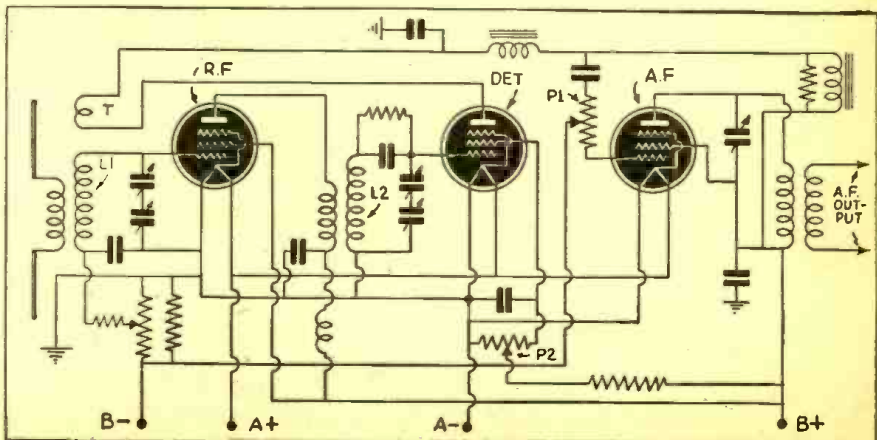 R.F
DET
A.F
P1
T
L1
L2
A.F.
OUT-
PUT
P2
B-
A+
A-
B+